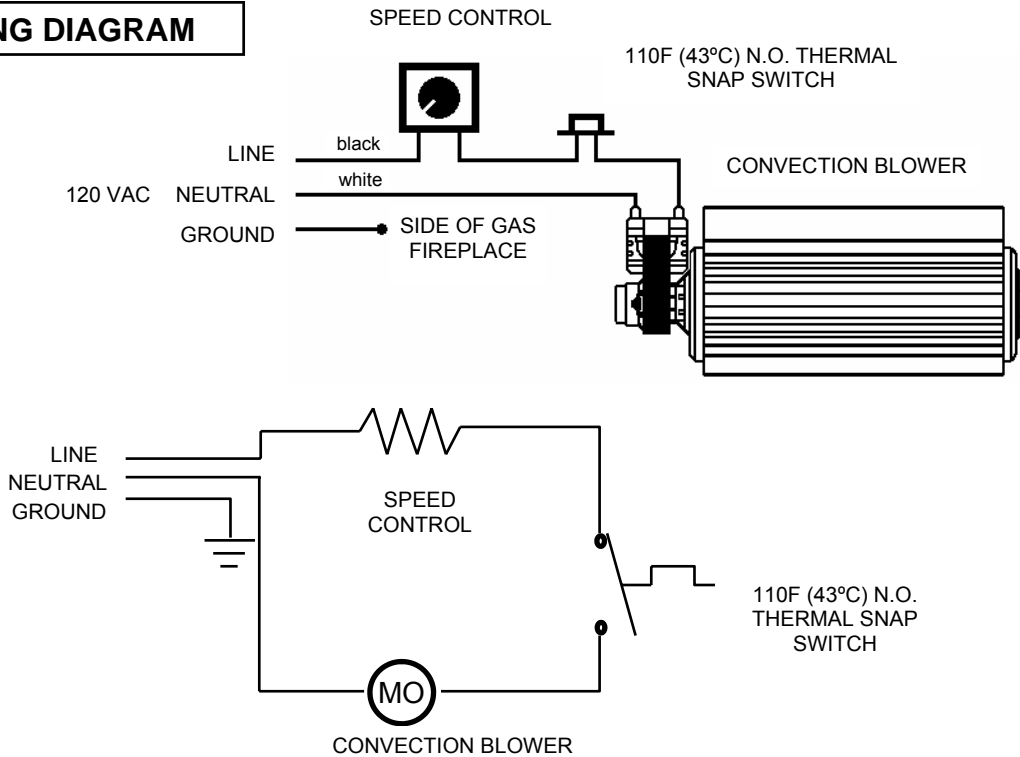 NG DIAGRAM
SPEED CONTROL
110F (43ºC) N.O. THERMAL
SNAP SWITCH
black
LINE
CONVECTION BLOWER
white
120 VAC NEUTRAL
GROUND
SIDE OF GAS
FIREPLACE
LINE
NEUTRAL
GROUND
SPEED
CONTROL
110F (43ºC) N.O.
THERMAL SNAP
SWITCH
MO
CONVECTION BLOWER